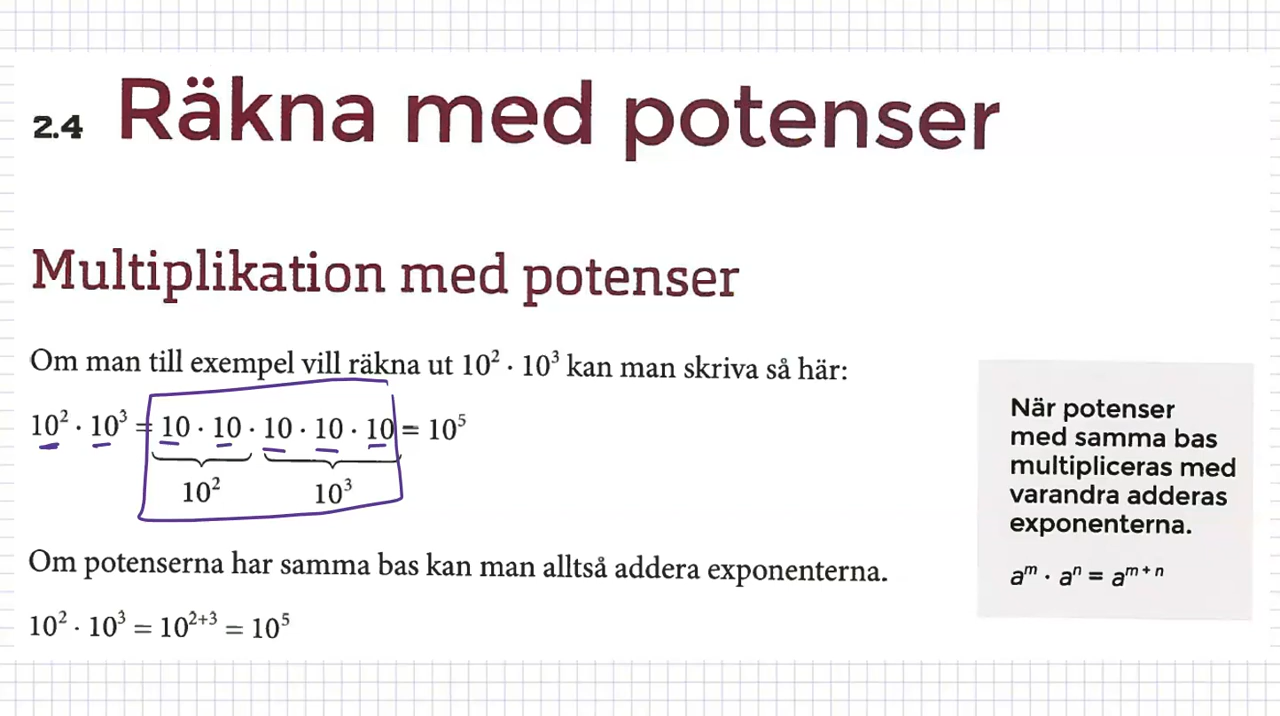 2.4 Räkna med potenser
Multiplikation med potenser
Om man till exempel vill räkna ut 10² · 10³ kan man skriva så här:
10² · 10³ = 10 · 10 · 10 · 10 · 10 = 10⁵
10² 10³
Om potenserna har samma bas kan man alltså addera exponenterna.
10² · 10³ = 10²⁺³ = 10⁵
När potenser
med samma bas
multipliceras med
varandra adderas
exponenterna.
aᵐ · aⁿ = aᵐ⁺ⁿ